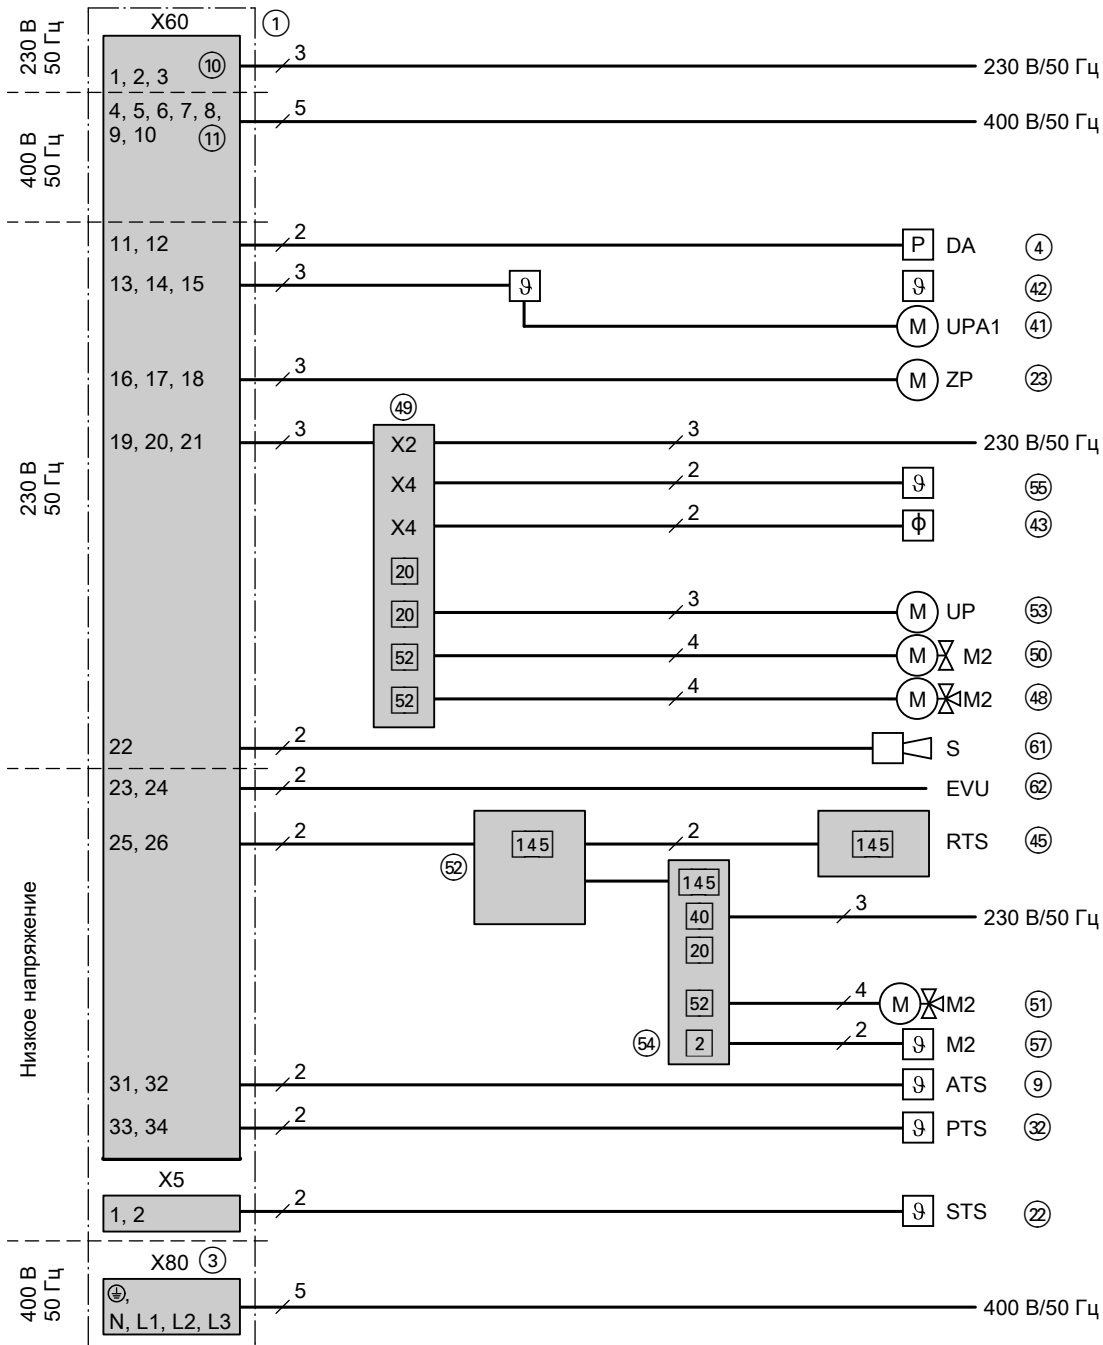 X60
1
230 В
50 Гц
1, 2, 3
10
3
230 В/50 Гц
400 В
50 Гц
4, 5, 6, 7, 8,
9, 10
11
5
400 В/50 Гц
230 В
50 Гц
11, 12
2
P
DA
4
13, 14, 15
3
ϑ
ϑ
42
M
UPA1
41
16, 17, 18
3
M
ZP
23
49
19, 20, 21
3
X2
3
230 В/50 Гц
X4
2
ϑ
55
X4
2
ϕ
43
20
20
3
M
UP
53
52
4
M
M2
50
52
4
M
M2
48
22
2
S
61
Низкое напряжение
23, 24
2
EVU
62
25, 26
2
52
145
2
145
RTS
45
145
40
3
230 В/50 Гц
20
52
4
M
M2
51
54
2
2
ϑ
M2
57
31, 32
2
ϑ
ATS
9
33, 34
2
ϑ
PTS
32
X5
1, 2
2
ϑ
STS
22
400 В
50 Гц
X80
3
,
N, L1, L2, L3
5
400 В/50 Гц